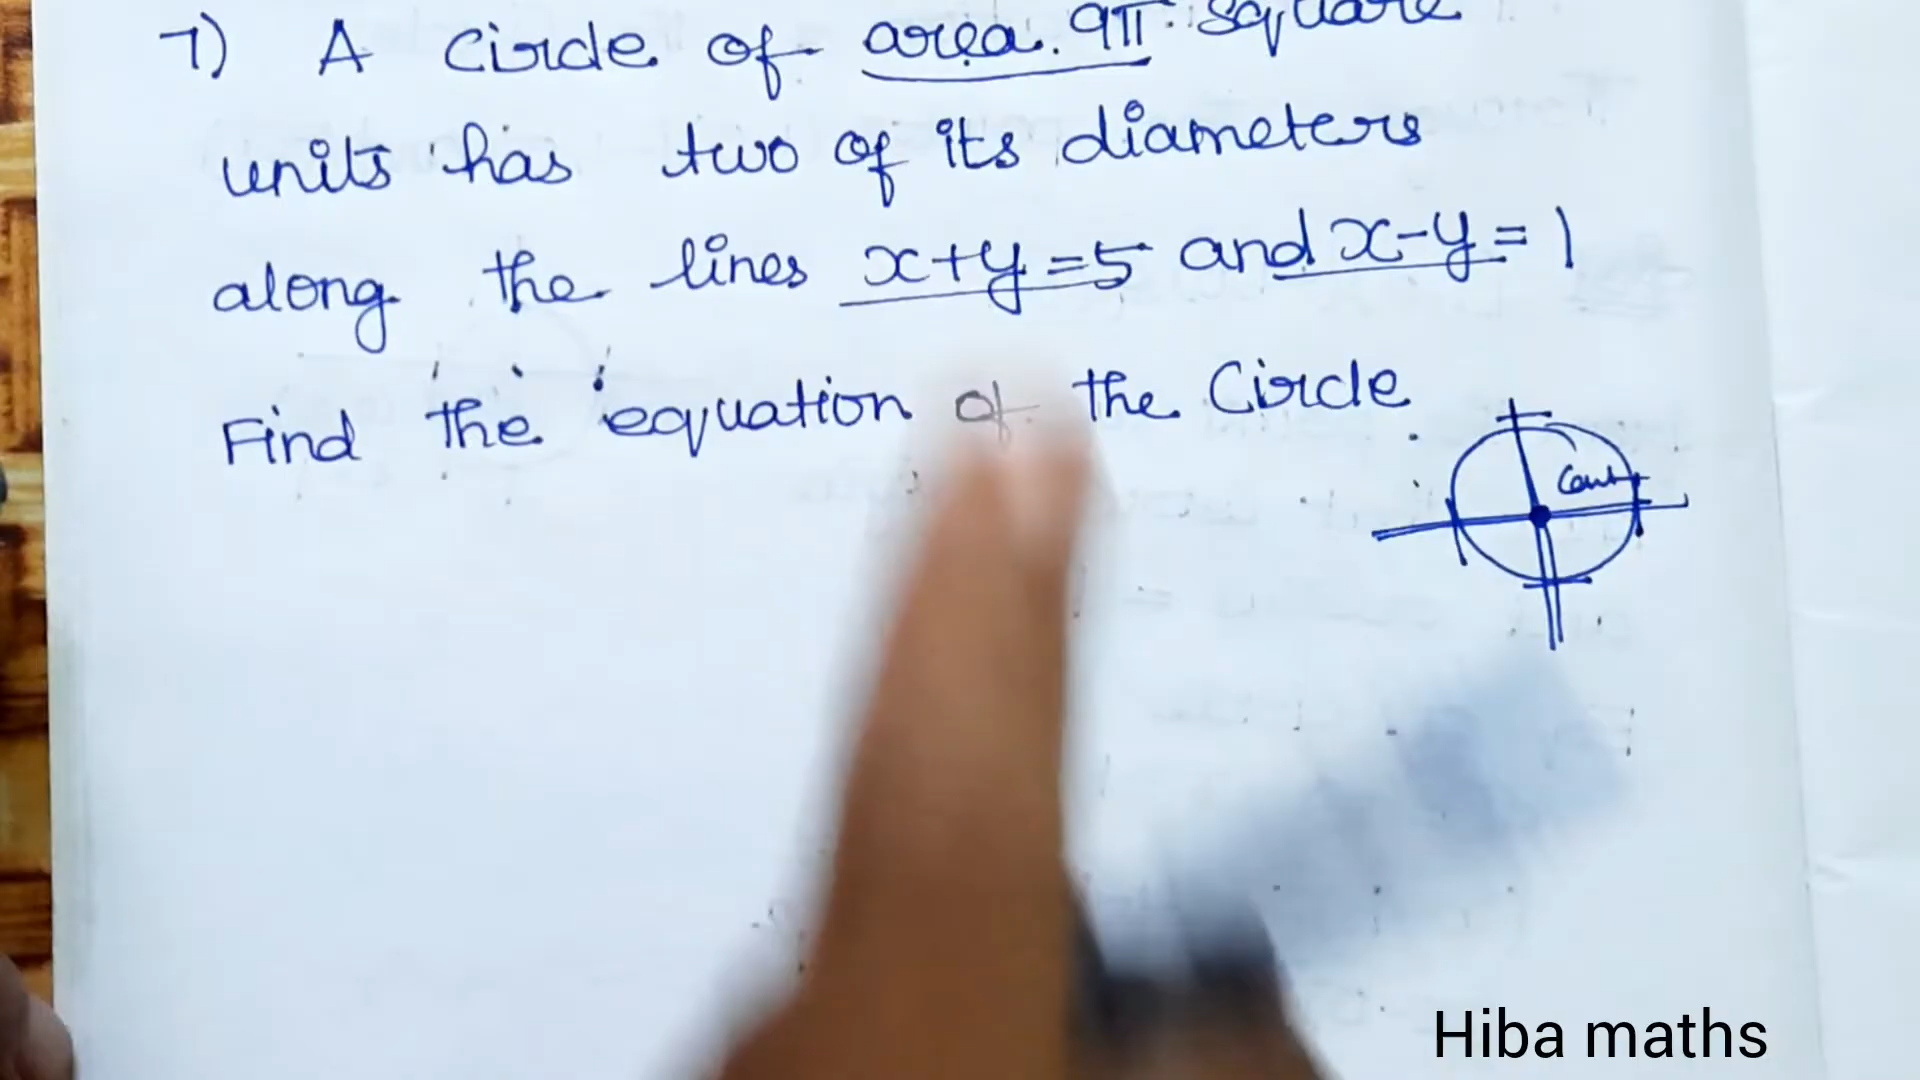 7) A Circle of area. 9π. square
units has two of its diameters
along the lines x+y=5 and x-y=1
Find the equation of the Circle
Hiba maths